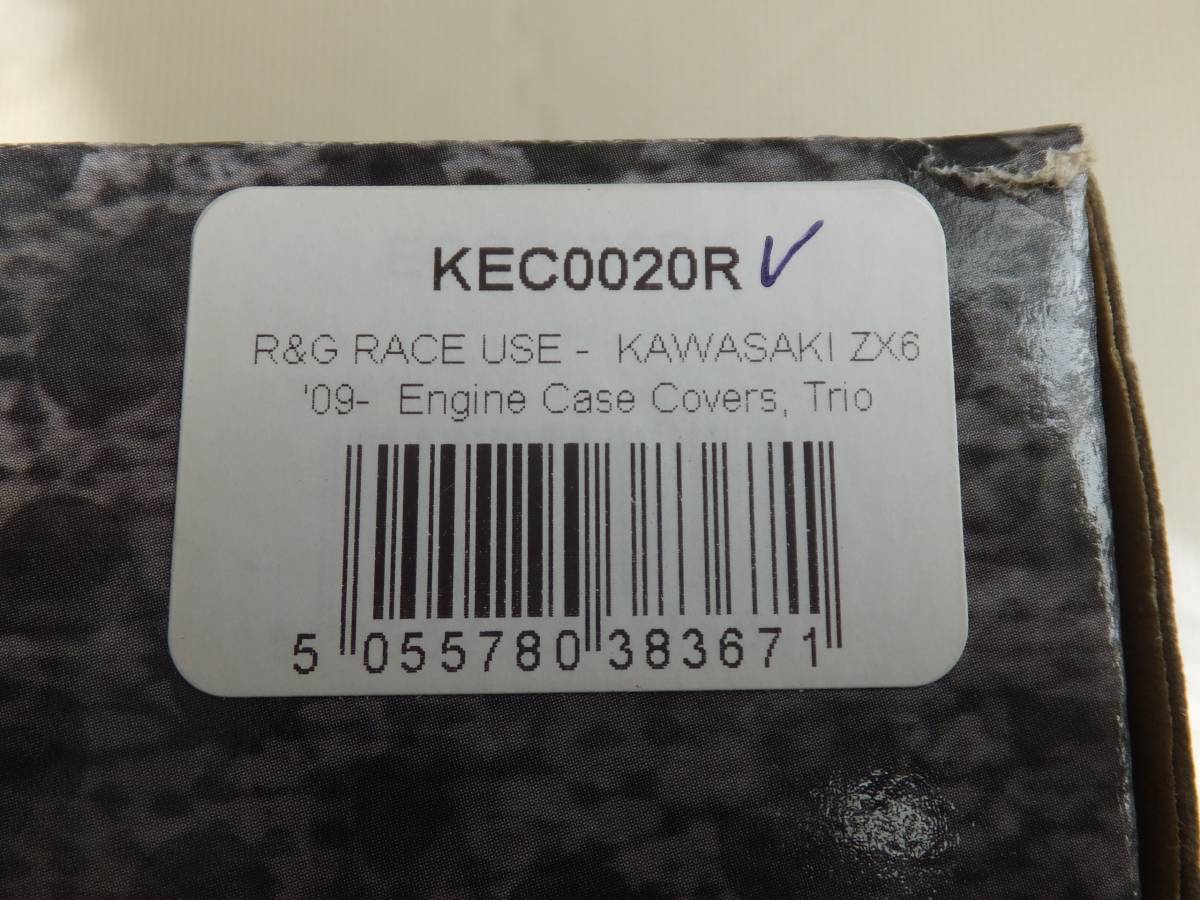 KEC0020R
R&G RACE USE - KAWASAKI ZX6
'09- Engine Case Covers, Trio
5 055780 383671